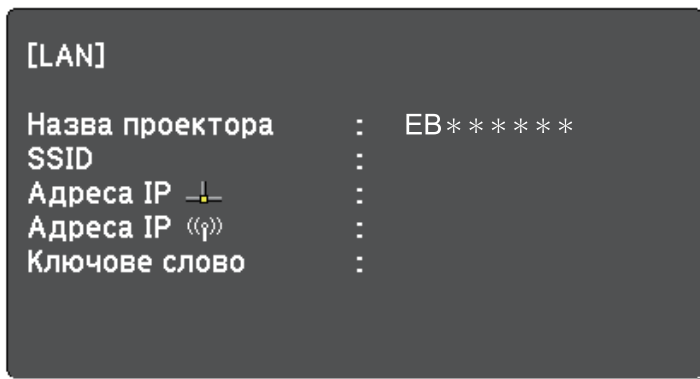 [LAN]
Назва проектора : EB******
SSID :
Адреса IP :
Адреса IP :
Ключове слово :